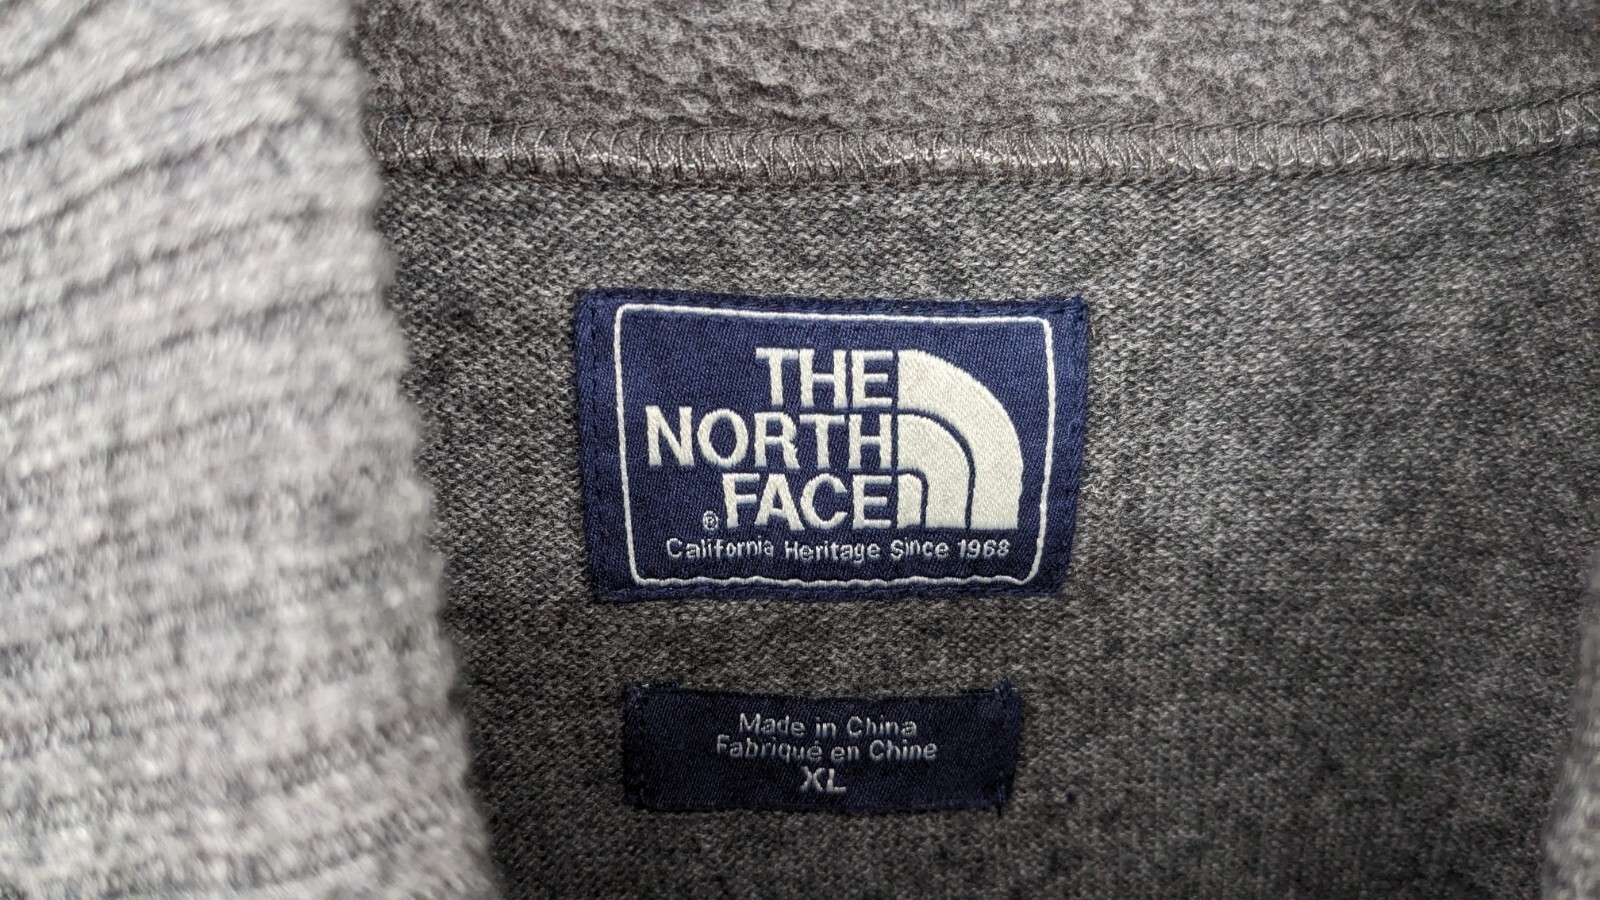 THE
NORTH
FACE
®
California Heritage Since 1968
Made in China
Fabriqué en Chine
XL